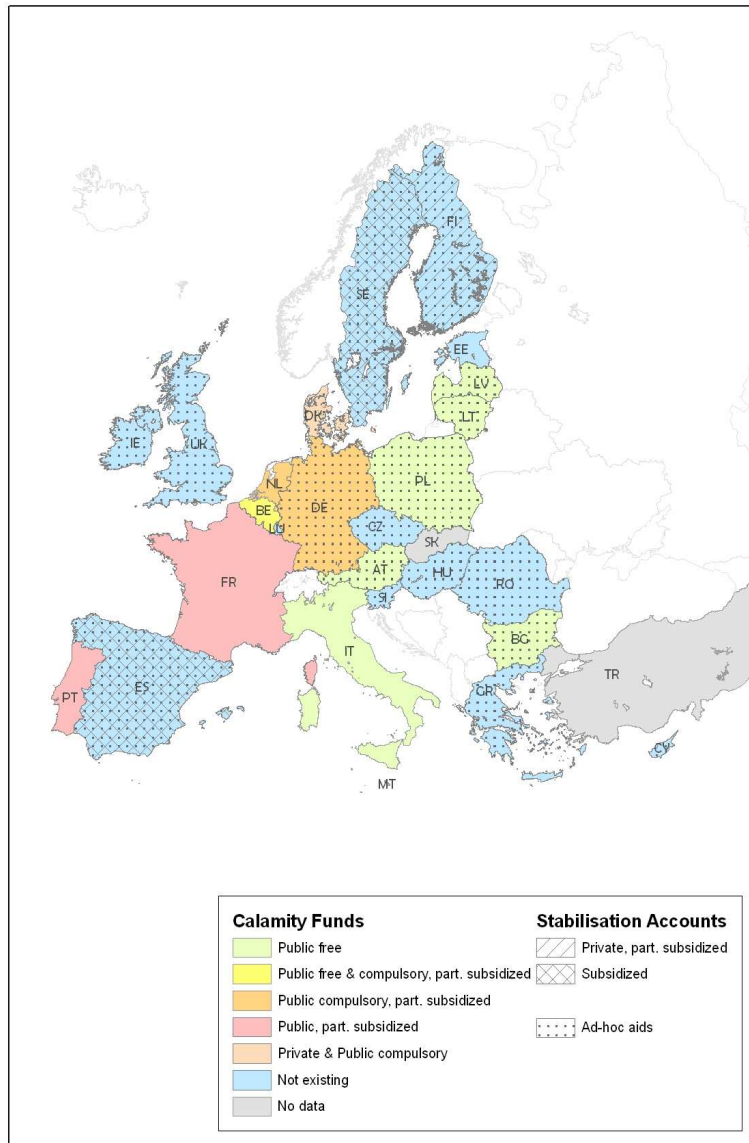 FI
SE
EE
LV
DK
LT
IE
UK
NL
PL
BE
DE
LU
CZ
SK
FR
AT
HU
RO
SI
IT
BG
PT
ES
GR
TR
CY
MT
Calamity Funds
Public free
Public free & compulsory, part. subsidized
Public compulsory, part. subsidized
Public, part. subsidized
Private & Public compulsory
Not existing
No data
Stabilisation Accounts
Private, part. subsidized
Subsidized
Ad-hoc aids